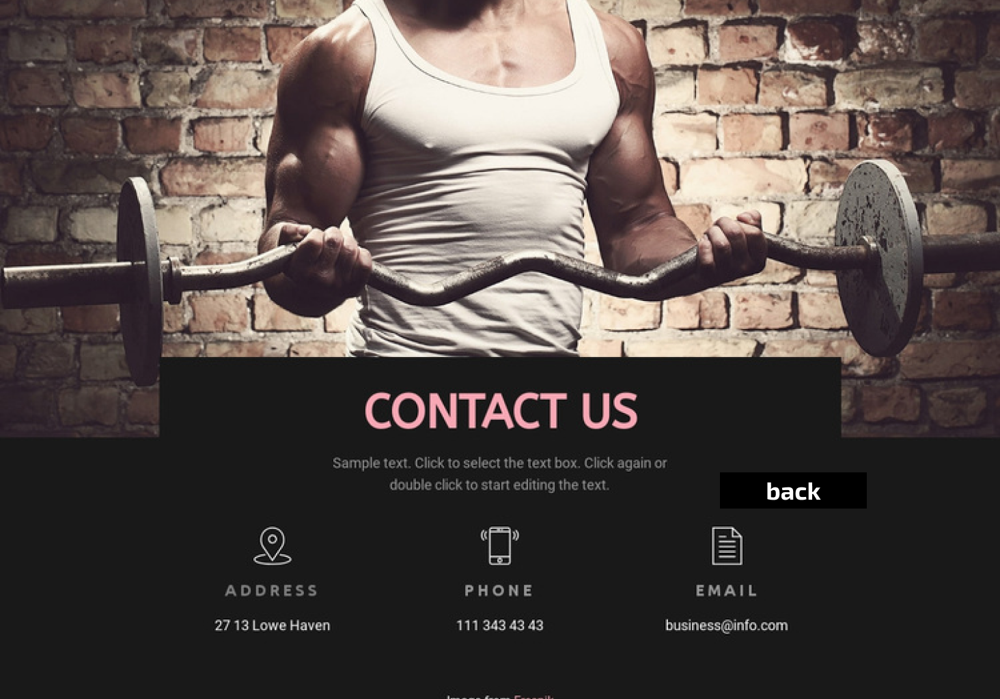 CONTACT US
Sample text. Click to select the text box. Click again or
double click to start editing the text.
back
ADDRESS
PHONE
EMAIL
27 13 Lowe Haven
111 343 43 43
business@info.com
Image from Freepik